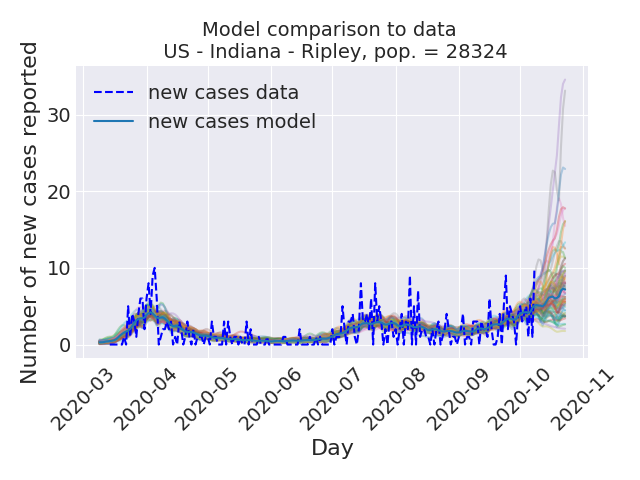 Model comparison to data
US - Indiana - Ripley, pop. = 28324
Number of new cases reported
new cases data
new cases model
30
20
10
0
2020-03
2020-04
2020-05
2020-06
2020-07
2020-08
2020-09
2020-10
2020-11
Day